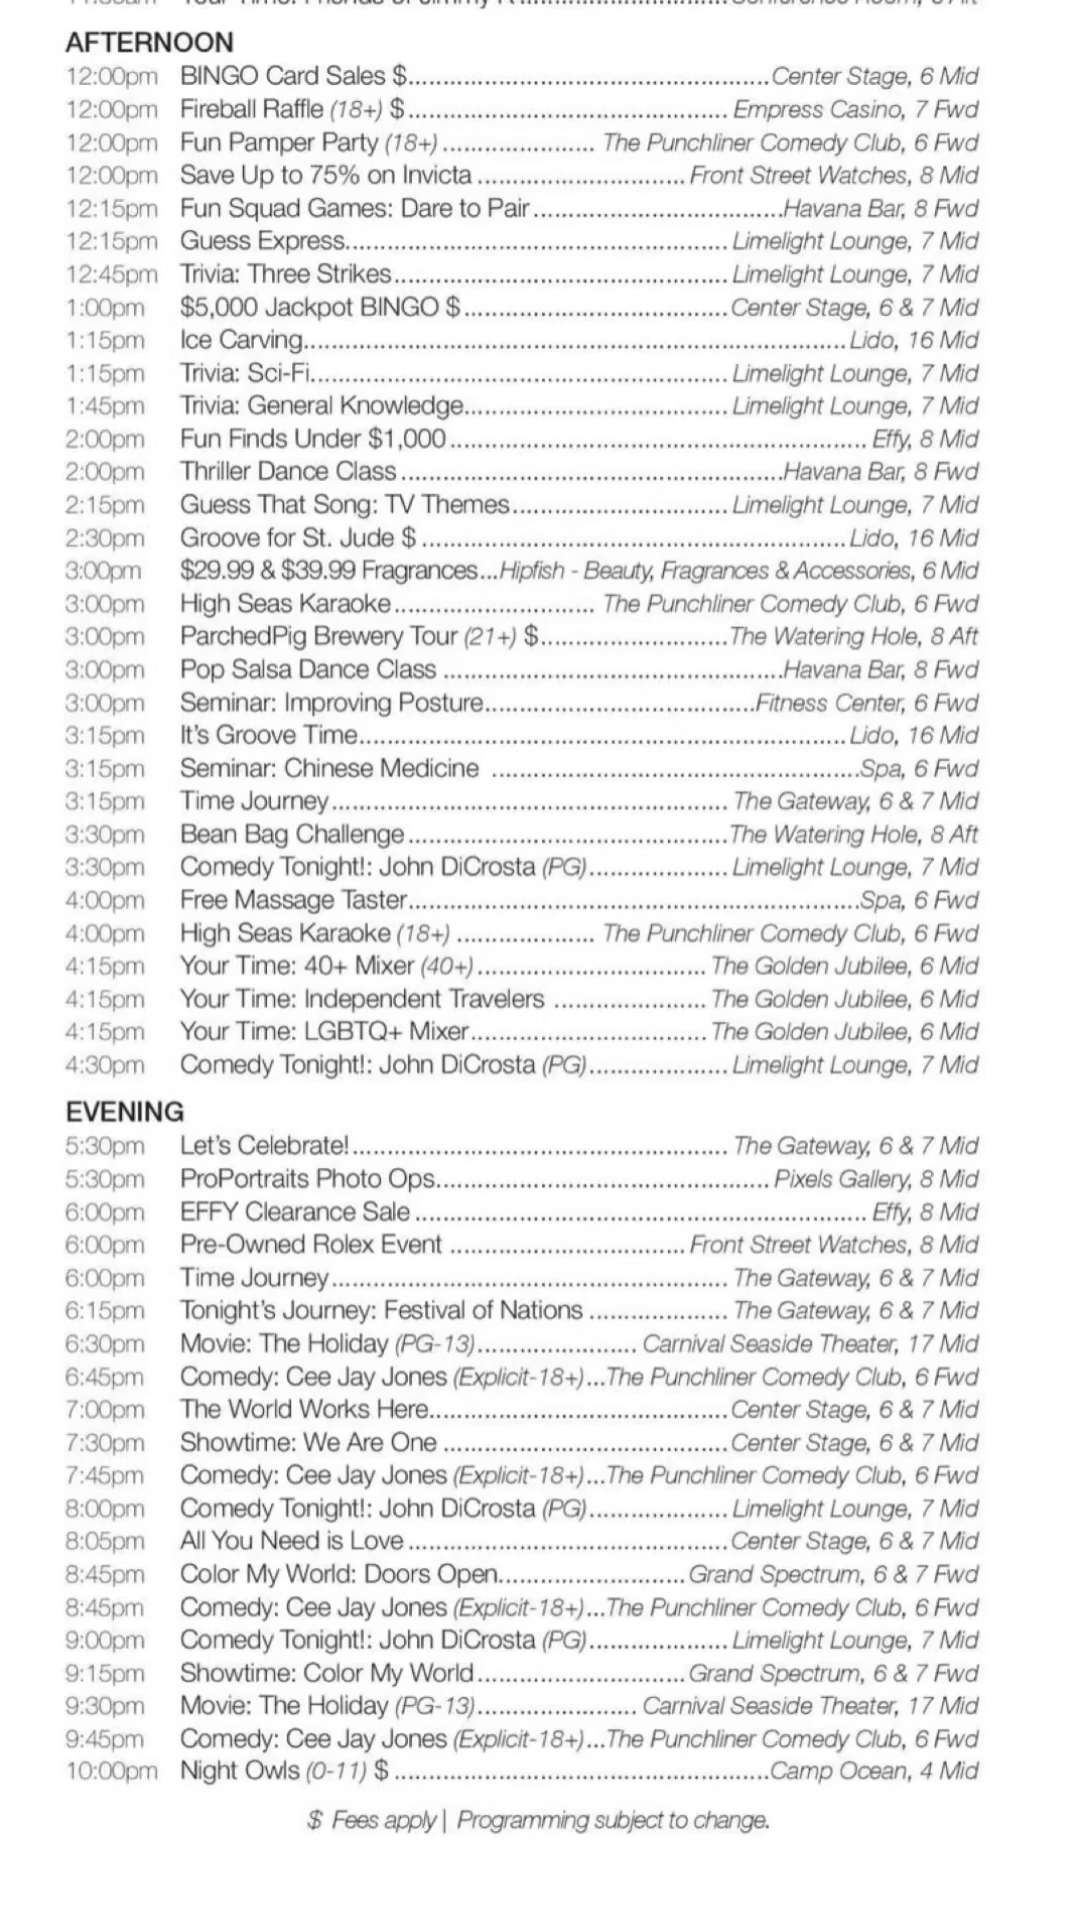 AFTERNOON
12:00pm BINGO Card Sales $ Center Stage, 6 Mid
12:00pm Fireball Raffle (18+) $ Empress Casino, 7 Fwd
12:00pm Fun Pamper Party (18+) The Punchliner Comedy Club, 6 Fwd
12:00pm Save Up to 75% on Invicta Front Street Watches, 8 Mid
12:15pm Fun Squad Games: Dare to Pair Havana Bar, 8 Fwd
12:15pm Guess Express Limelight Lounge, 7 Mid
12:45pm Trivia: Three Strikes Limelight Lounge, 7 Mid
1:00pm $5,000 Jackpot BINGO $ Center Stage, 6 & 7 Mid
1:15pm Ice Carving Lido, 16 Mid
1:15pm Trivia: Sci-Fi Limelight Lounge, 7 Mid
1:45pm Trivia: General Knowledge Limelight Lounge, 7 Mid
2:00pm Fun Finds Under $1,000 Effy, 8 Mid
2:00pm Thriller Dance Class Havana Bar, 8 Fwd
2:15pm Guess That Song: TV Themes Limelight Lounge, 7 Mid
2:30pm Groove for St. Jude $ Lido, 16 Mid
3:00pm $29.99 & $39.99 Fragrances...Hipfish - Beauty, Fragrances & Accessories, 6 Mid
3:00pm High Seas Karaoke The Punchliner Comedy Club, 6 Fwd
3:00pm ParchedPig Brewery Tour (21+) $ The Watering Hole, 8 Aft
3:00pm Pop Salsa Dance Class Havana Bar, 8 Fwd
3:00pm Seminar: Improving Posture Fitness Center, 6 Fwd
3:15pm It's Groove Time Lido, 16 Mid
3:15pm Seminar: Chinese Medicine Spa, 6 Fwd
3:15pm Time Journey The Gateway, 6 & 7 Mid
3:30pm Bean Bag Challenge The Watering Hole, 8 Aft
3:30pm Comedy Tonight!: John DiCrosta (PG) Limelight Lounge, 7 Mid
4:00pm Free Massage Taster Spa, 6 Fwd
4:00pm High Seas Karaoke (18+) The Punchliner Comedy Club, 6 Fwd
4:15pm Your Time: 40+ Mixer (40+) The Golden Jubilee, 6 Mid
4:15pm Your Time: Independent Travelers The Golden Jubilee, 6 Mid
4:15pm Your Time: LGBTQ+ Mixer The Golden Jubilee, 6 Mid
4:30pm Comedy Tonight!: John DiCrosta (PG) Limelight Lounge, 7 Mid
EVENING
5:30pm Let's Celebrate! The Gateway, 6 & 7 Mid
5:30pm ProPortraits Photo Ops Pixels Gallery, 8 Mid
6:00pm EFFY Clearance Sale Effy, 8 Mid
6:00pm Pre-Owned Rolex Event Front Street Watches, 8 Mid
6:00pm Time Journey The Gateway, 6 & 7 Mid
6:15pm Tonight's Journey: Festival of Nations The Gateway, 6 & 7 Mid
6:30pm Movie: The Holiday (PG-13) Carnival Seaside Theater, 17 Mid
6:45pm Comedy: Cee Jay Jones (Explicit-18+)...The Punchliner Comedy Club, 6 Fwd
7:00pm The World Works Here Center Stage, 6 & 7 Mid
7:30pm Showtime: We Are One Center Stage, 6 & 7 Mid
7:45pm Comedy: Cee Jay Jones (Explicit-18+)...The Punchliner Comedy Club, 6 Fwd
8:00pm Comedy Tonight!: John DiCrosta (PG) Limelight Lounge, 7 Mid
8:05pm All You Need is Love Center Stage, 6 & 7 Mid
8:45pm Color My World: Doors Open Grand Spectrum, 6 & 7 Fwd
8:45pm Comedy: Cee Jay Jones (Explicit-18+)...The Punchliner Comedy Club, 6 Fwd
9:00pm Comedy Tonight!: John DiCrosta (PG) Limelight Lounge, 7 Mid
9:15pm Showtime: Color My World Grand Spectrum, 6 & 7 Fwd
9:30pm Movie: The Holiday (PG-13) Carnival Seaside Theater, 17 Mid
9:45pm Comedy: Cee Jay Jones (Explicit-18+)...The Punchliner Comedy Club, 6 Fwd
10:00pm Night Owls (0-11) $ Camp Ocean, 4 Mid
$ Fees apply | Programming subject to change.